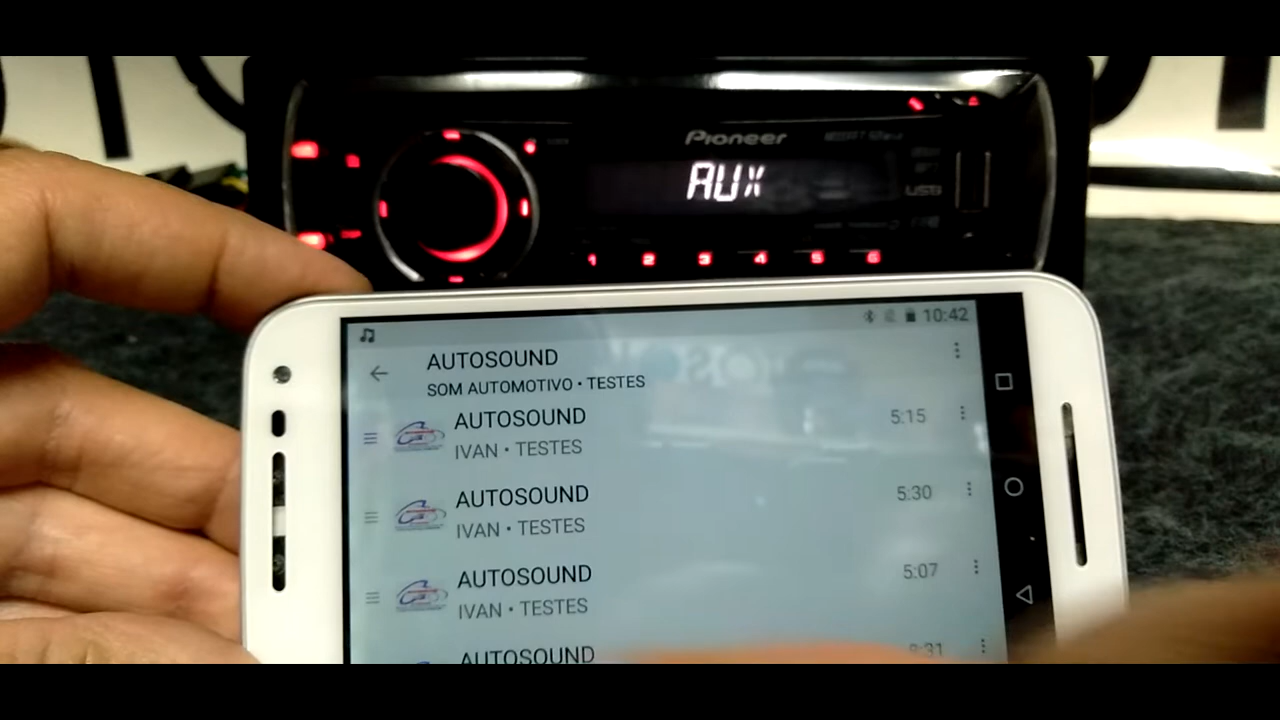 Pioneer
AUX
USB
1 2 3 4 5 6
10:42
AUTOSOUND
SOM AUTOMOTIVO • TESTES
AUTOSOUND 5:15
IVAN • TESTES
AUTOSOUND 5:30
IVAN • TESTES
AUTOSOUND 5:07
IVAN • TESTES
AUTOSOUND